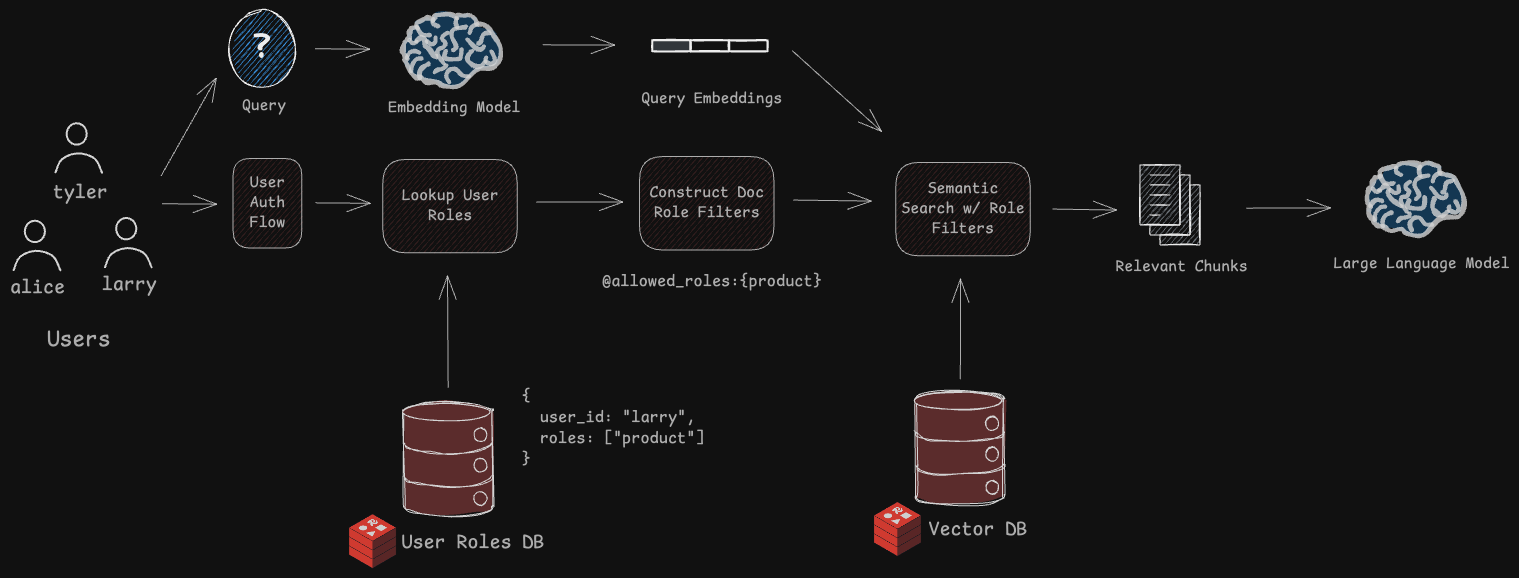 ?
Query
Embedding Model
Query Embeddings
tyler
alice
larry
Users
User
Auth
Flow
Lookup User
Roles
Construct Doc
Role Filters
@allowed_roles:{product}
Semantic
Search w/ Role
Filters
Relevant Chunks
Large Language Model
{
user_id: "larry",
roles: ["product"]
}
User Roles DB
Vector DB